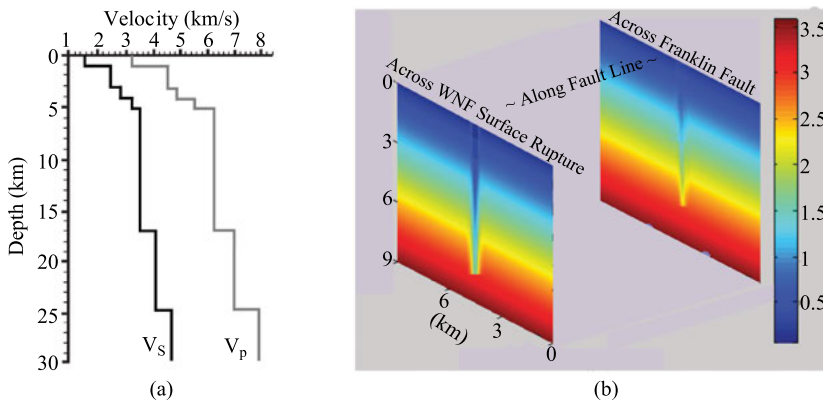 Velocity (km/s)
1 2 3 4 5 6 7 8
0
5
10
15
20
25
30
Depth (km)
V_S V_p
(a)
Across WNF Surface Rupture
~ Along Fault Line ~
Across Franklin Fault
0
3
6
9
6
3
0
(km)
3.5
3
2.5
2
1.5
1
0.5
(b)